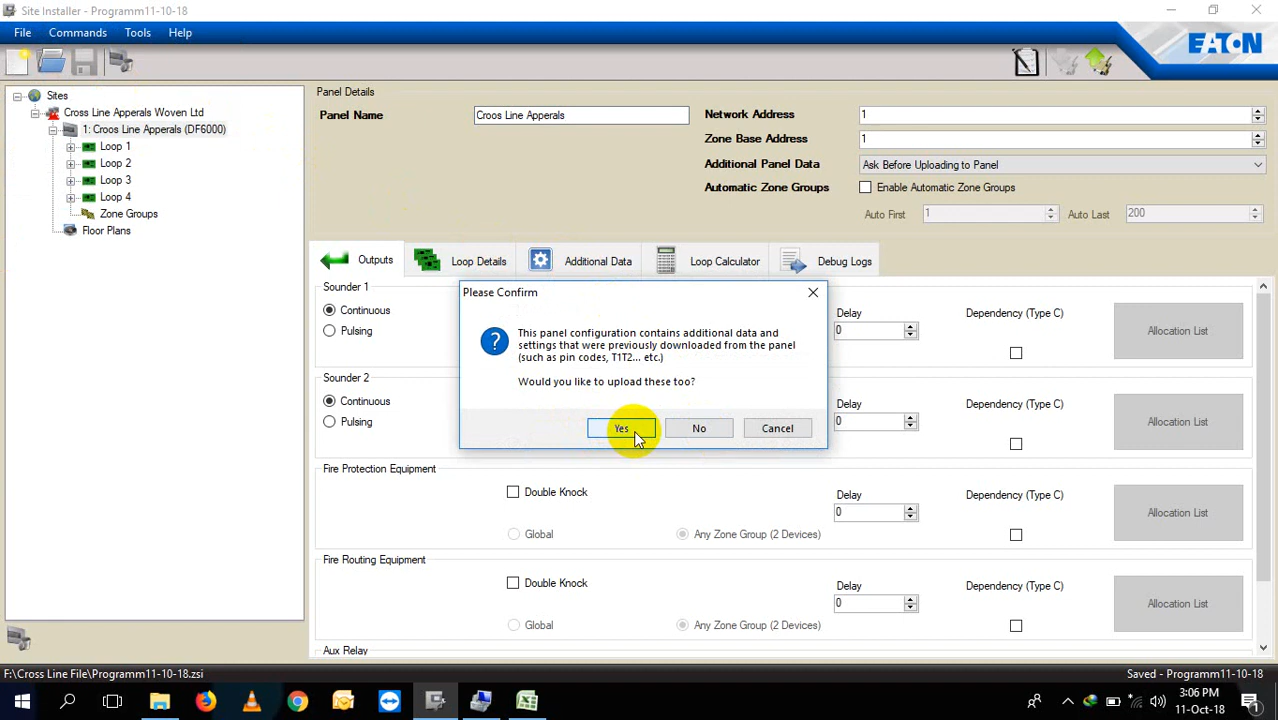 Site Installer - Programm11-10-18
File Commands Tools Help
EATON
Sites
Cross Line Apperals Woven Ltd
1: Croos Line Apperals (DF6000)
Loop 1
Loop 2
Loop 3
Loop 4
Zone Groups
Floor Plans
Panel Details
Panel Name Croos Line Apperals
Network Address 1
Zone Base Address 1
Additional Panel Data Ask Before Uploading to Panel
Automatic Zone Groups Enable Automatic Zone Groups
Auto First 1 Auto Last 200
Outputs Loop Details Additional Data Loop Calculator Debug Logs
Sounder 1
Continuous
Pulsing
Delay
0
Dependency (Type C)
Allocation List
Please Confirm
This panel configuration contains additional data and
settings that were previously downloaded from the panel
(such as pin codes, T1T2... etc.)
Would you like to upload these too?
Yes No Cancel
Sounder 2
Continuous
Pulsing
Delay
0
Dependency (Type C)
Allocation List
Fire Protection Equipment
Double Knock
Global Any Zone Group (2 Devices)
Delay
0
Dependency (Type C)
Allocation List
Fire Routing Equipment
Double Knock
Global Any Zone Group (2 Devices)
Delay
0
Dependency (Type C)
Allocation List
Aux Relay
F:\Cross Line File\Programm11-10-18.zsi
Saved - Programm11-10-18
3:06 PM
11-Oct-18
1